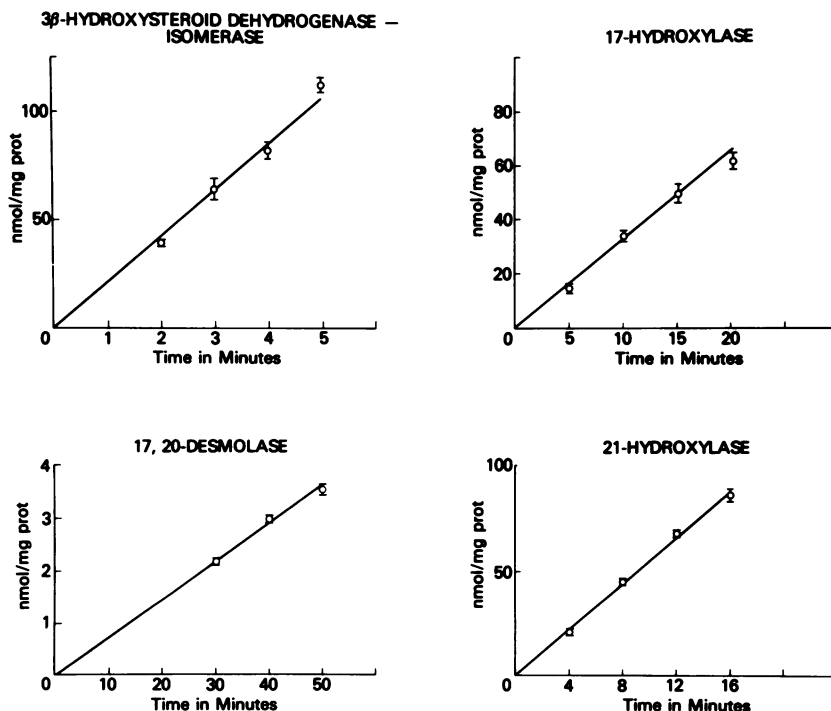 3β-HYDROXYSTEROID DEHYDROGENASE –
ISOMERASE
nmol/mg prot
100
50
0
1
2
3
4
5
Time in Minutes
17-HYDROXYLASE
nmol/mg prot
80
60
40
20
0
5
10
15
20
Time in Minutes
17, 20-DESMOLASE
nmol/mg prot
4
3
2
1
0
10
20
30
40
50
Time in Minutes
21-HYDROXYLASE
nmol/mg prot
100
50
0
4
8
12
16
Time in Minutes